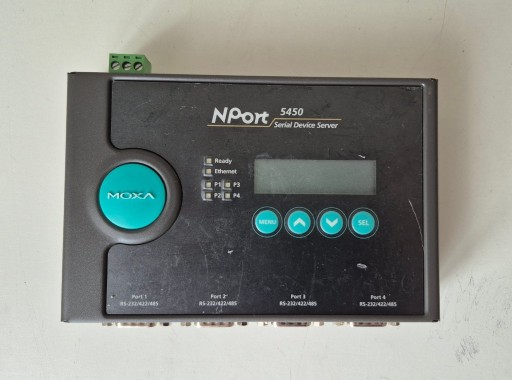 NPort 5450
Serial Device Server
Ready
Ethernet
P1 P3
P2 P4
MOXA
MENU SEL
Port 1 Port 2 Port 3 Port 4
RS-232/422/485 RS-232/422/485 RS-232/422/485 RS-232/422/485